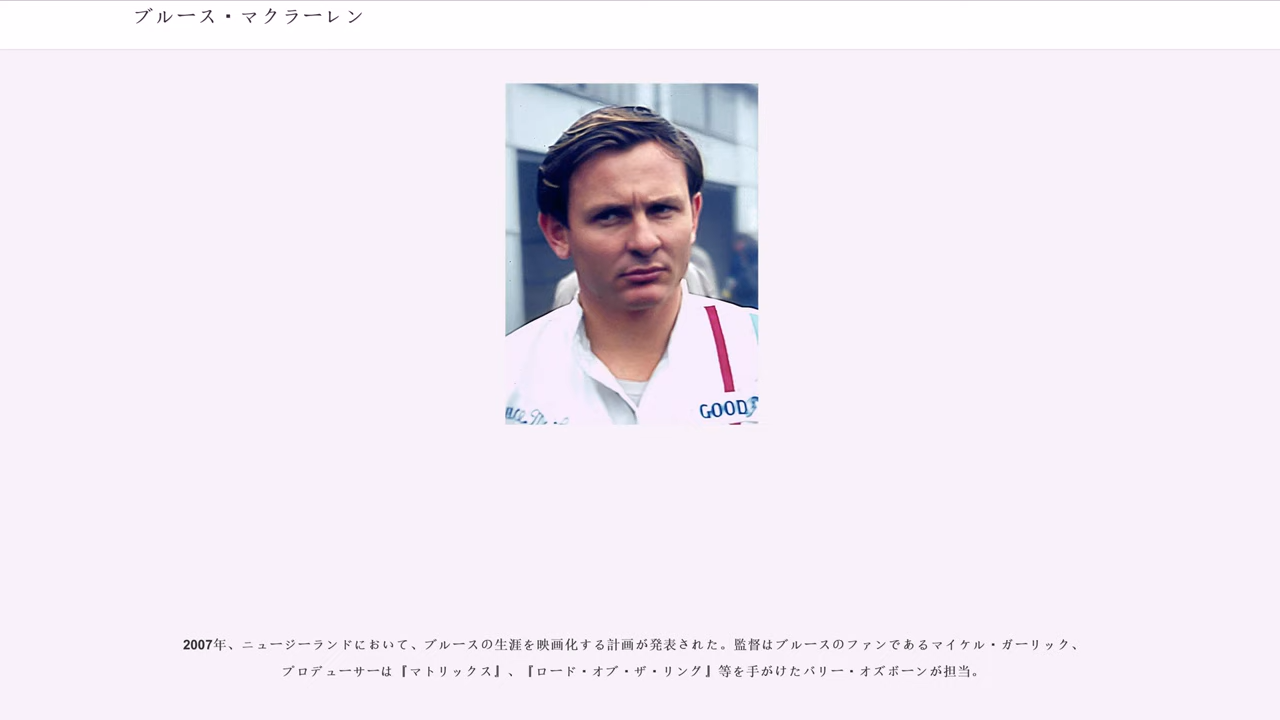 ブルース・マクラーレン
GOOD
2007年、ニュージーランドにおいて、ブルースの生涯を映画化する計画が発表された。監督はブルースのファンであるマイケル・ガーリック、
プロデューサーは『マトリックス』、『ロード・オブ・ザ・リング』等を手がけたバリー・オズボーンが担当。